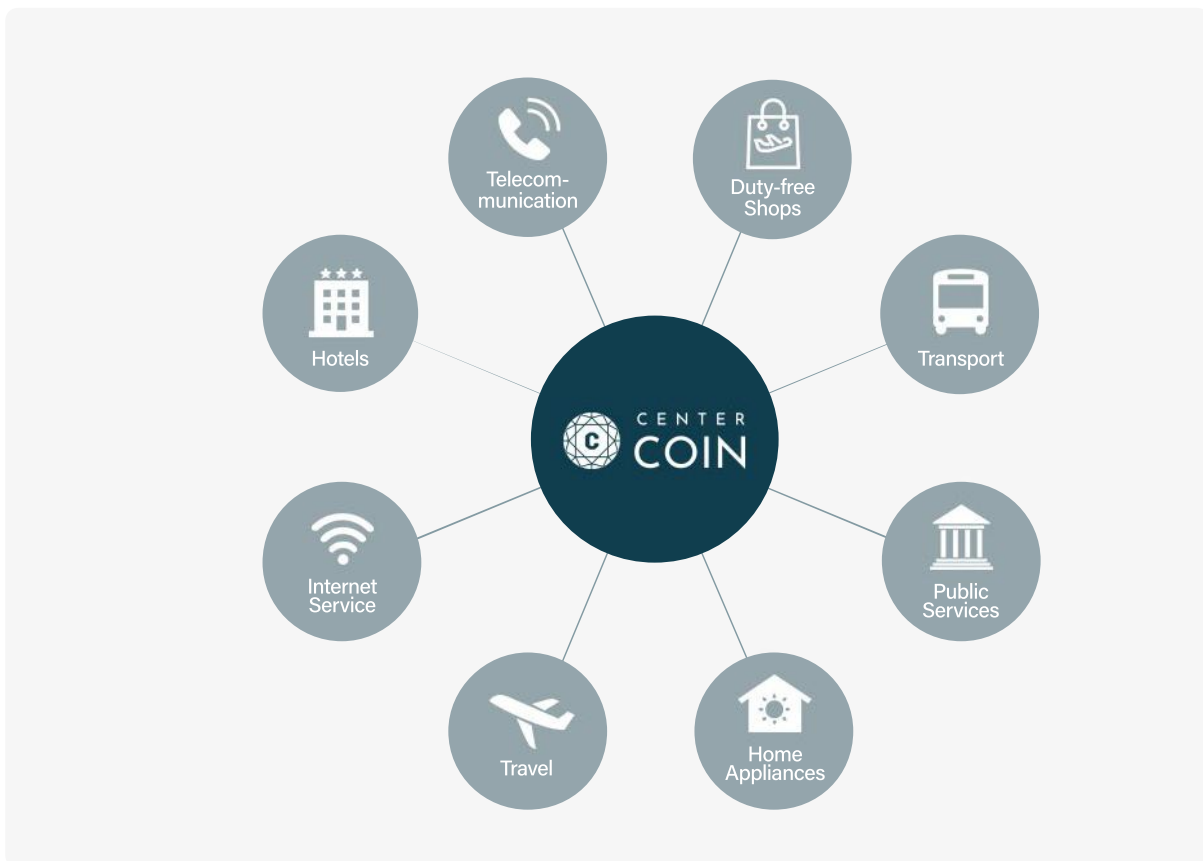 Telecom-
munication
Duty-free
Shops
Hotels
Transport
C
CENTER
COIN
Internet
Service
Public
Services
Travel
Home
Appliances